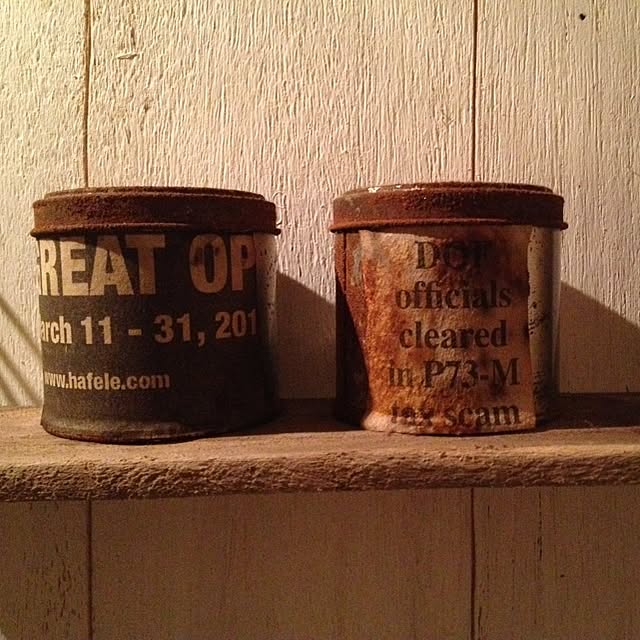 REAT OP
arch 11 - 31, 201
www.hafele.com
DOF
officials
cleared
in P73-M
tax scam